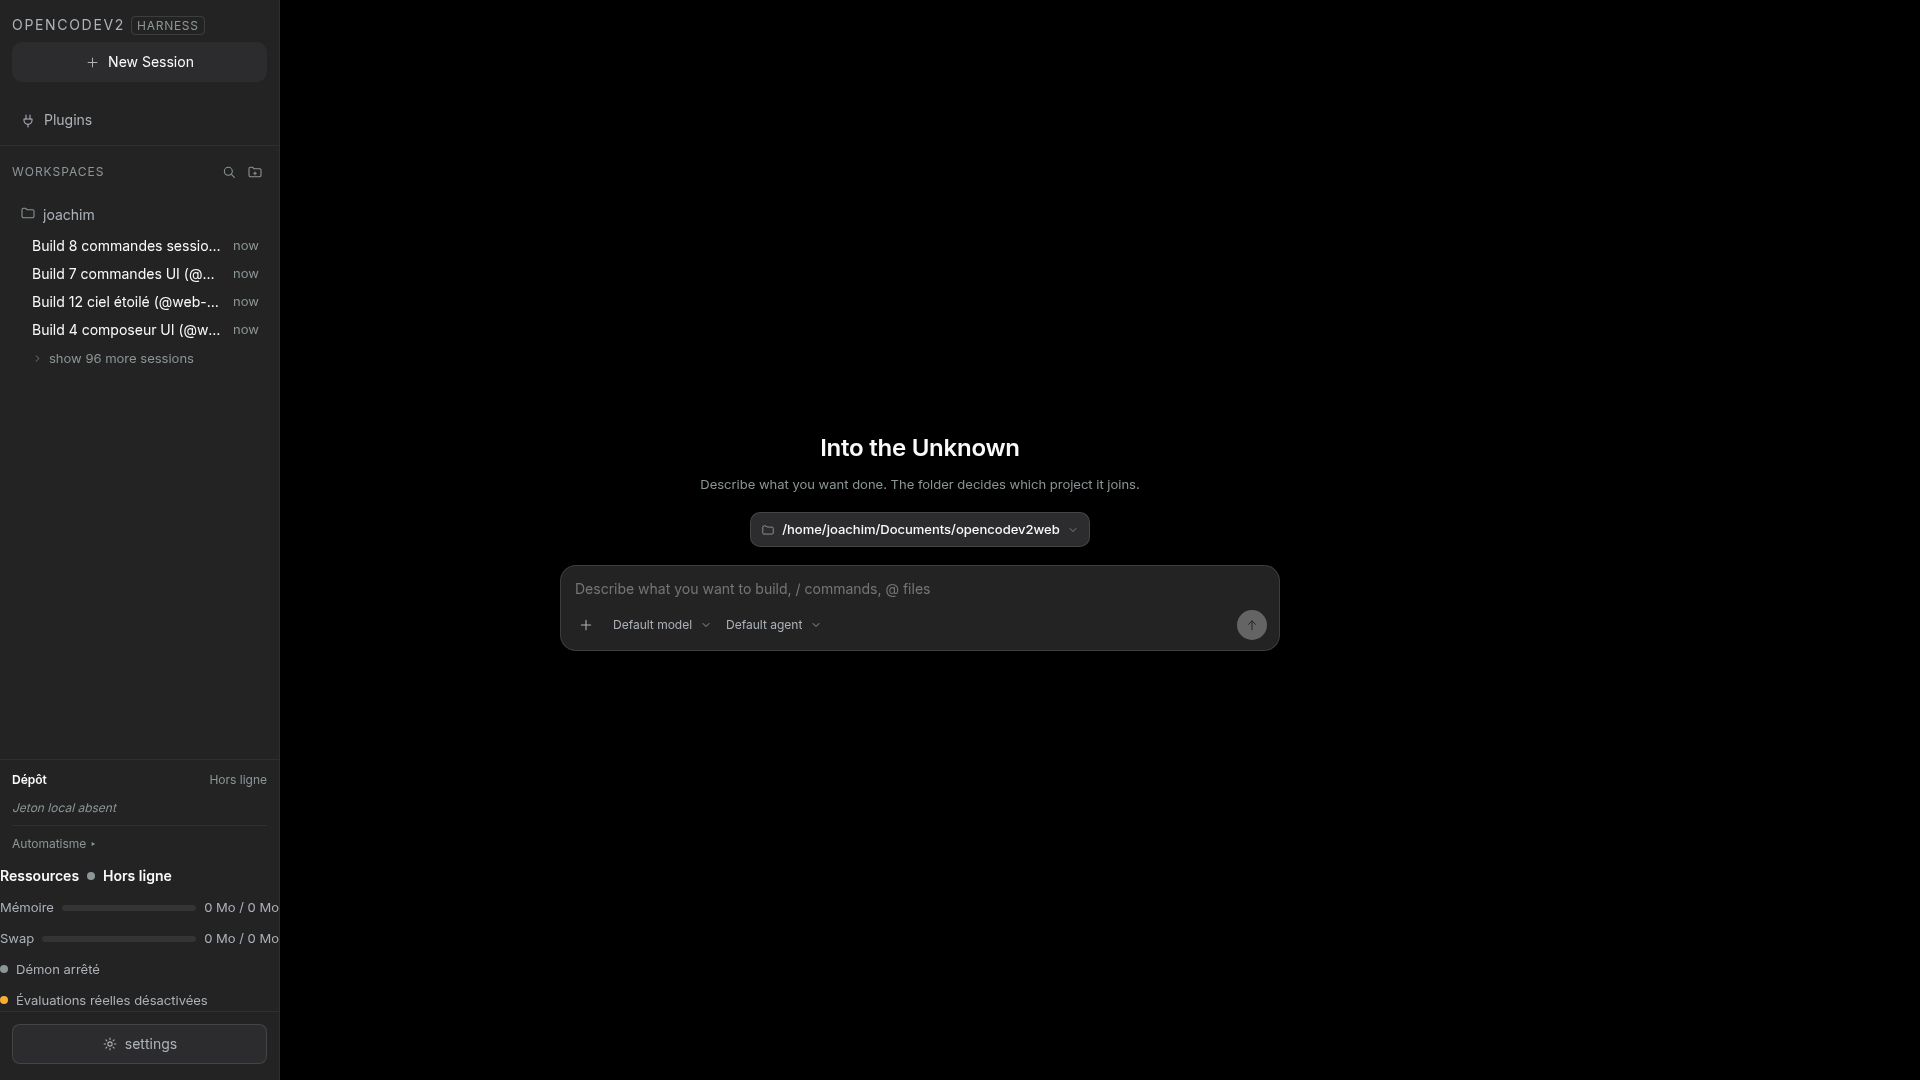 OPENCODEV2 HARNESS
New Session
Plugins
WORKSPACES
joachim
Build 8 commandes sessio... now
Build 7 commandes UI (@... now
Build 12 ciel étoilé (@web-... now
Build 4 composeur UI (@w... now
show 96 more sessions
Dépôt Hors ligne
Jeton local absent
Automatisme
Ressources Hors ligne
Mémoire 0 Mo / 0 Mo
Swap 0 Mo / 0 Mo
Démon arrêté
Évaluations réelles désactivées
settings
Into the Unknown
Describe what you want done. The folder decides which project it joins.
/home/joachim/Documents/opencodev2web
Describe what you want to build, / commands, @ files
Default model Default agent